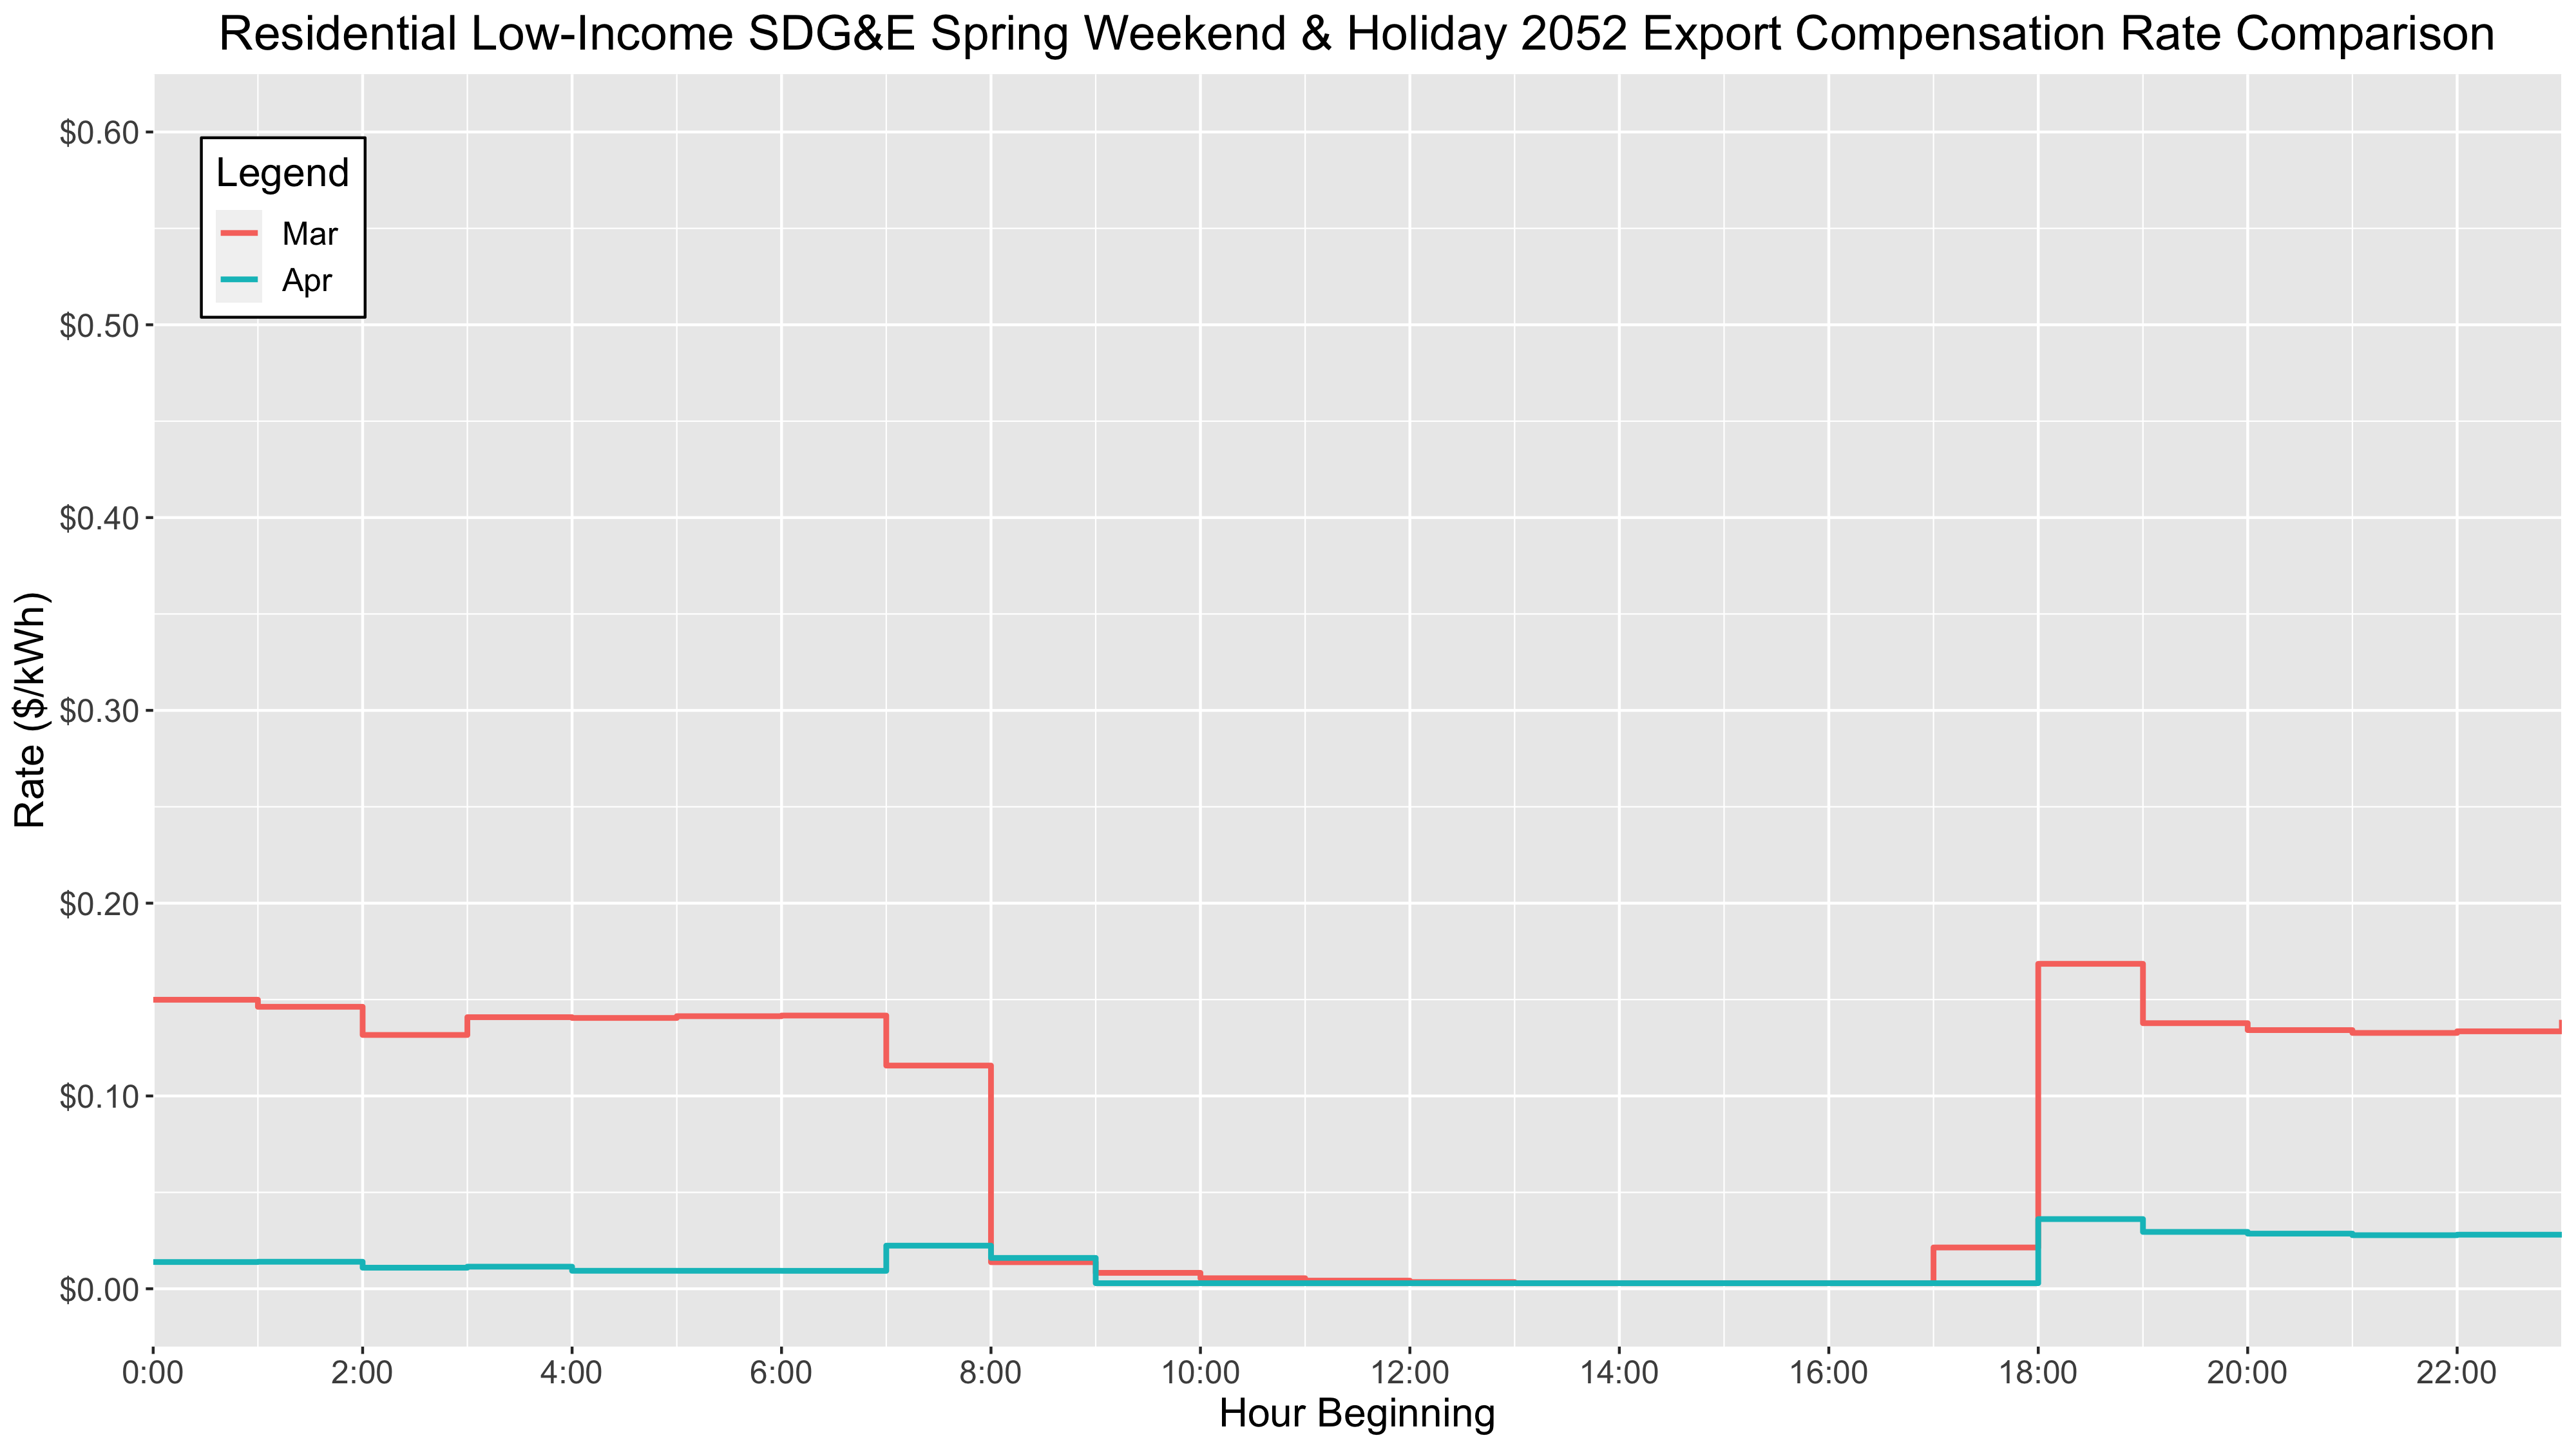 Residential Low-Income SDG&E Spring Weekend & Holiday 2052 Export Compensation Rate Comparison
$0.60
$0.50
$0.40
$0.30
$0.20
$0.10
$0.00
Rate ($/kWh)
Legend
Mar
Apr
0:00 2:00 4:00 6:00 8:00 10:00 12:00 14:00 16:00 18:00 20:00 22:00
Hour Beginning